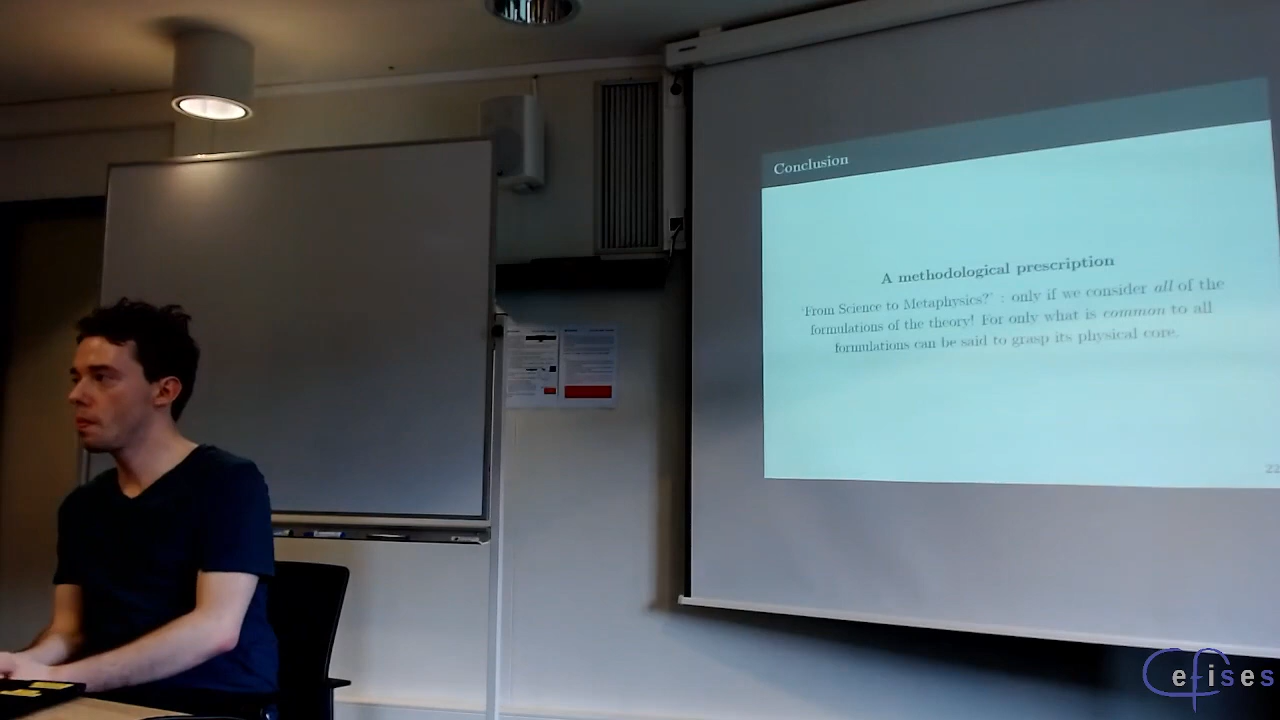 Conclusion
A methodological prescription
'From Science to Metaphysics?' : only if we consider all of the
formulations of the theory! For only what is common to all
formulations can be said to grasp its physical core.
22
Cefises